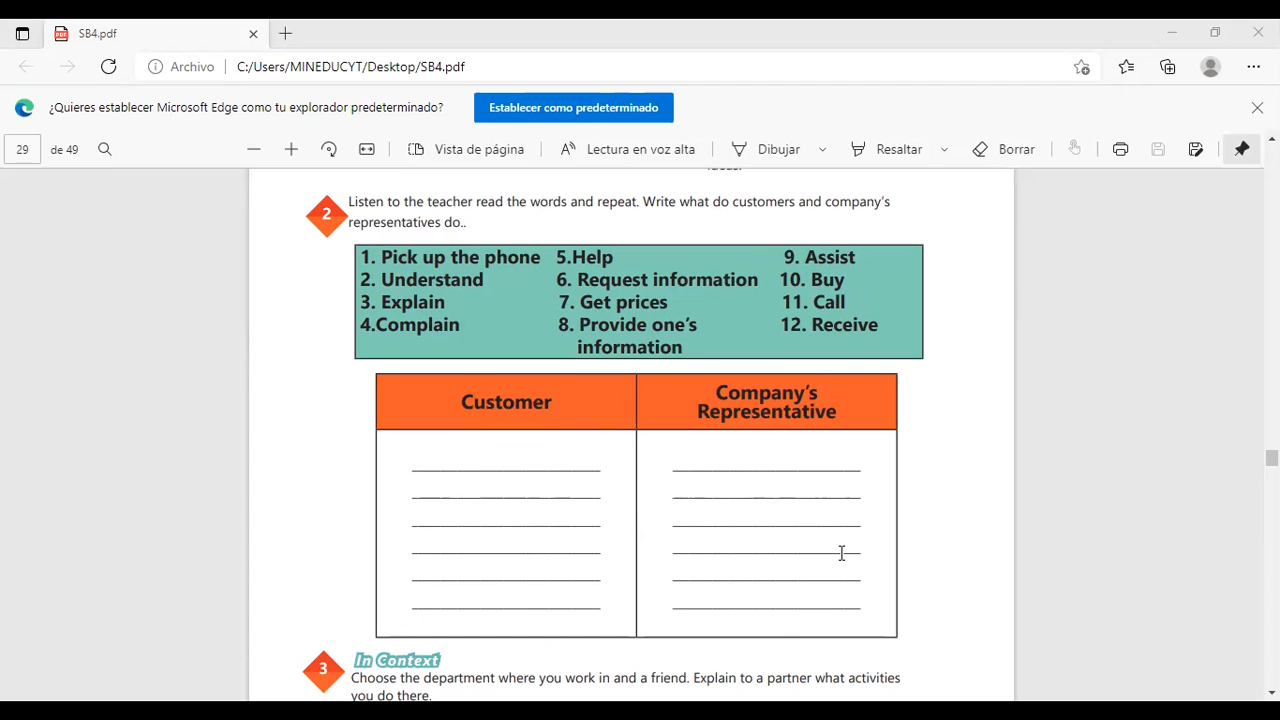 SB4.pdf
Archivo C:/Users/MINEDUCYT/Desktop/SB4.pdf
¿Quieres establecer Microsoft Edge como tu explorador predeterminado? Establecer como predeterminado
29 de 49 Vista de página Lectura en voz alta Dibujar Resaltar Borrar
2 Listen to the teacher read the words and repeat. Write what do customers and company's
representatives do..
1. Pick up the phone 5.Help 9. Assist
2. Understand 6. Request information 10. Buy
3. Explain 7. Get prices 11. Call
4.Complain 8. Provide one's 12. Receive
information
Customer Company's
Representative
3 In Context
Choose the department where you work in and a friend. Explain to a partner what activities
you do there.